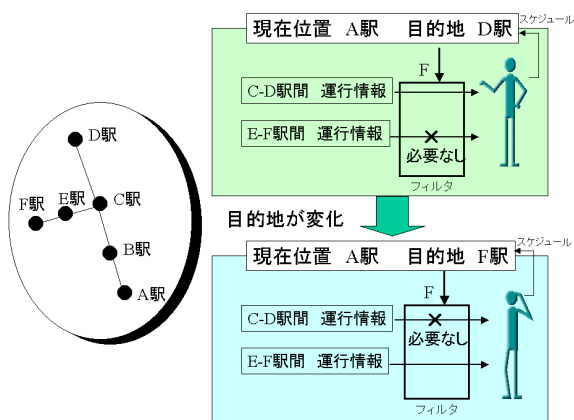 D駅
F駅
E駅
C駅
B駅
A駅
現在位置 A駅 目的地 D駅
スケジュール
F
C-D駅間 運行情報
E-F駅間 運行情報
必要なし
フィルタ
目的地が変化
現在位置 A駅 目的地 F駅
スケジュール
F
C-D駅間 運行情報
必要なし
E-F駅間 運行情報
フィルタ